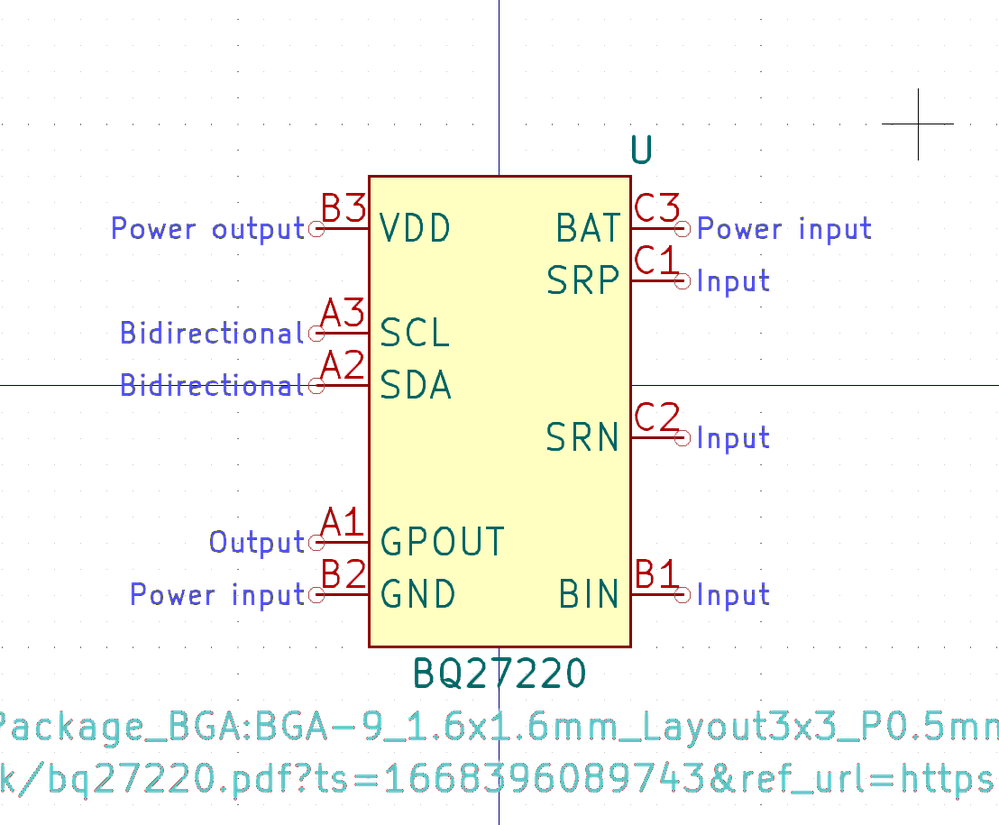 U
B3 C3
Power output VDD BAT Power input
C1
SRP Input
A3
Bidirectional SCL
A2
Bidirectional SDA
C2
SRN Input
A1
Output GPOUT
B2 B1
Power input GND BIN Input
BQ27220
Package_BGA:BGA-9_1.6x1.6mm_Layout3x3_P0.5mm
k/bq27220.pdf?ts=1668396089743&ref_url=https